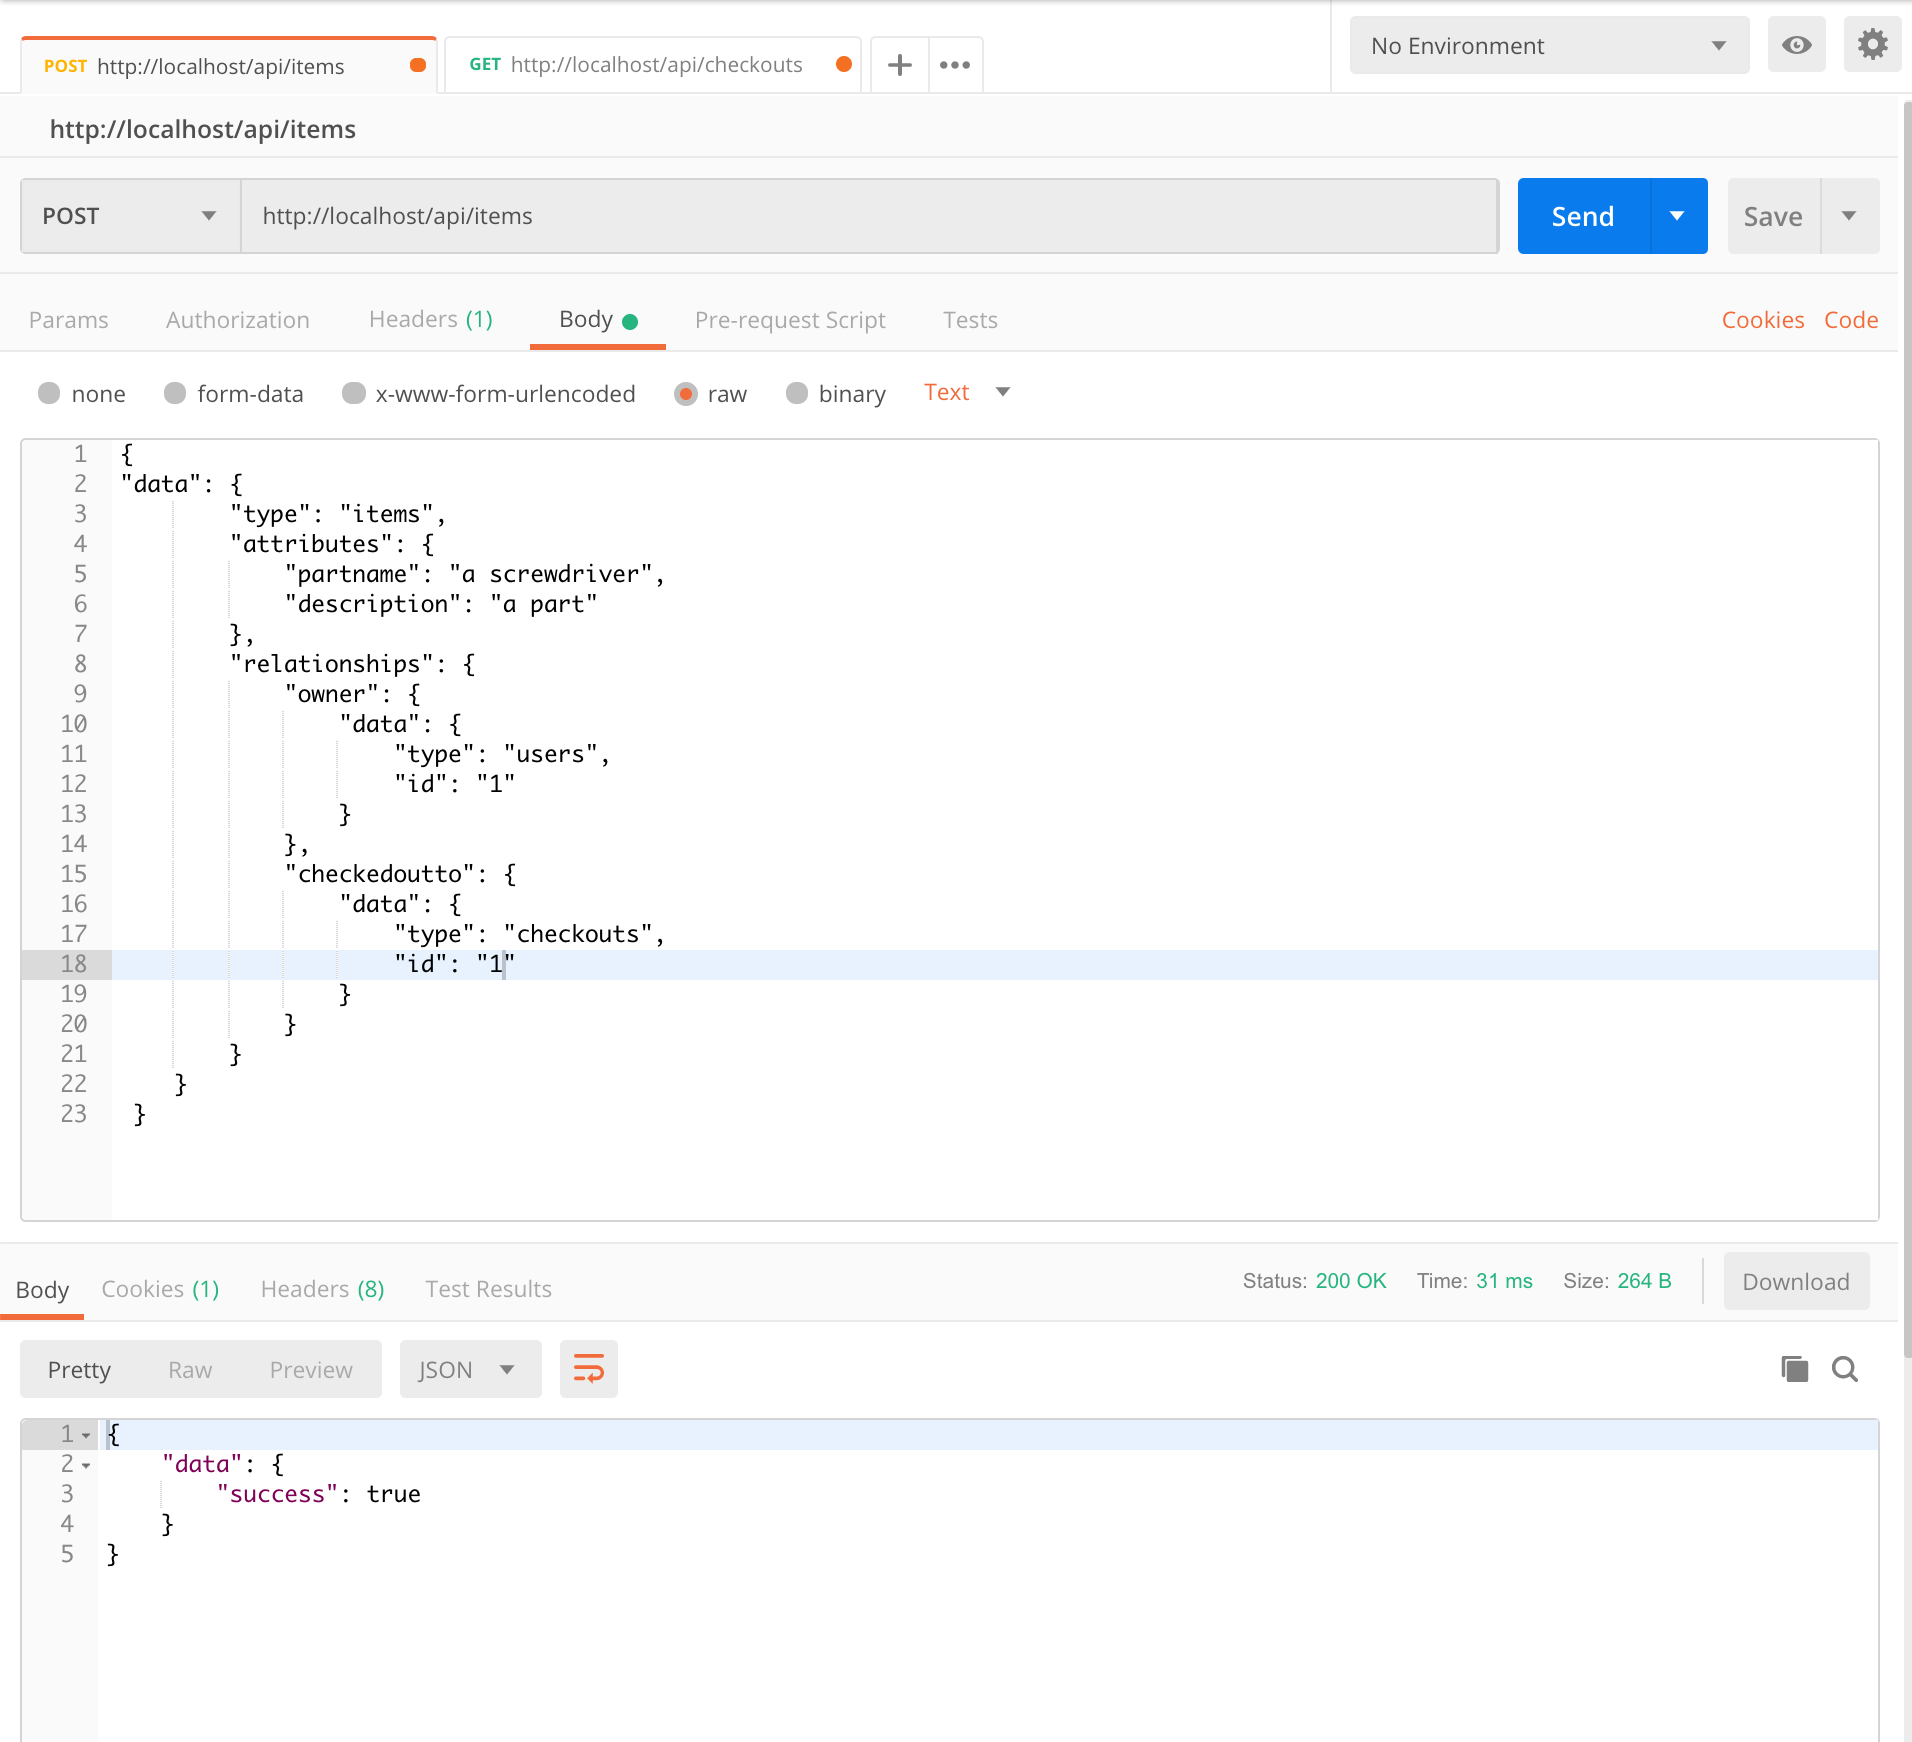 POST http://localhost/api/items
GET http://localhost/api/checkouts
No Environment
http://localhost/api/items
POST http://localhost/api/items Send Save
Params Authorization Headers (1) Body Pre-request Script Tests Cookies Code
none form-data x-www-form-urlencoded raw binary Text
1 {
2 "data": {
3 "type": "items",
4 "attributes": {
5 "partname": "a screwdriver",
6 "description": "a part"
7 },
8 "relationships": {
9 "owner": {
10 "data": {
11 "type": "users",
12 "id": "1"
13 }
14 },
15 "checkedoutto": {
16 "data": {
17 "type": "checkouts",
18 "id": "1"
19 }
20 }
21 }
22 }
23 }
Body Cookies (1) Headers (8) Test Results Status: 200 OK Time: 31 ms Size: 264 B Download
Pretty Raw Preview JSON
1 {
2 "data": {
3 "success": true
4 }
5 }